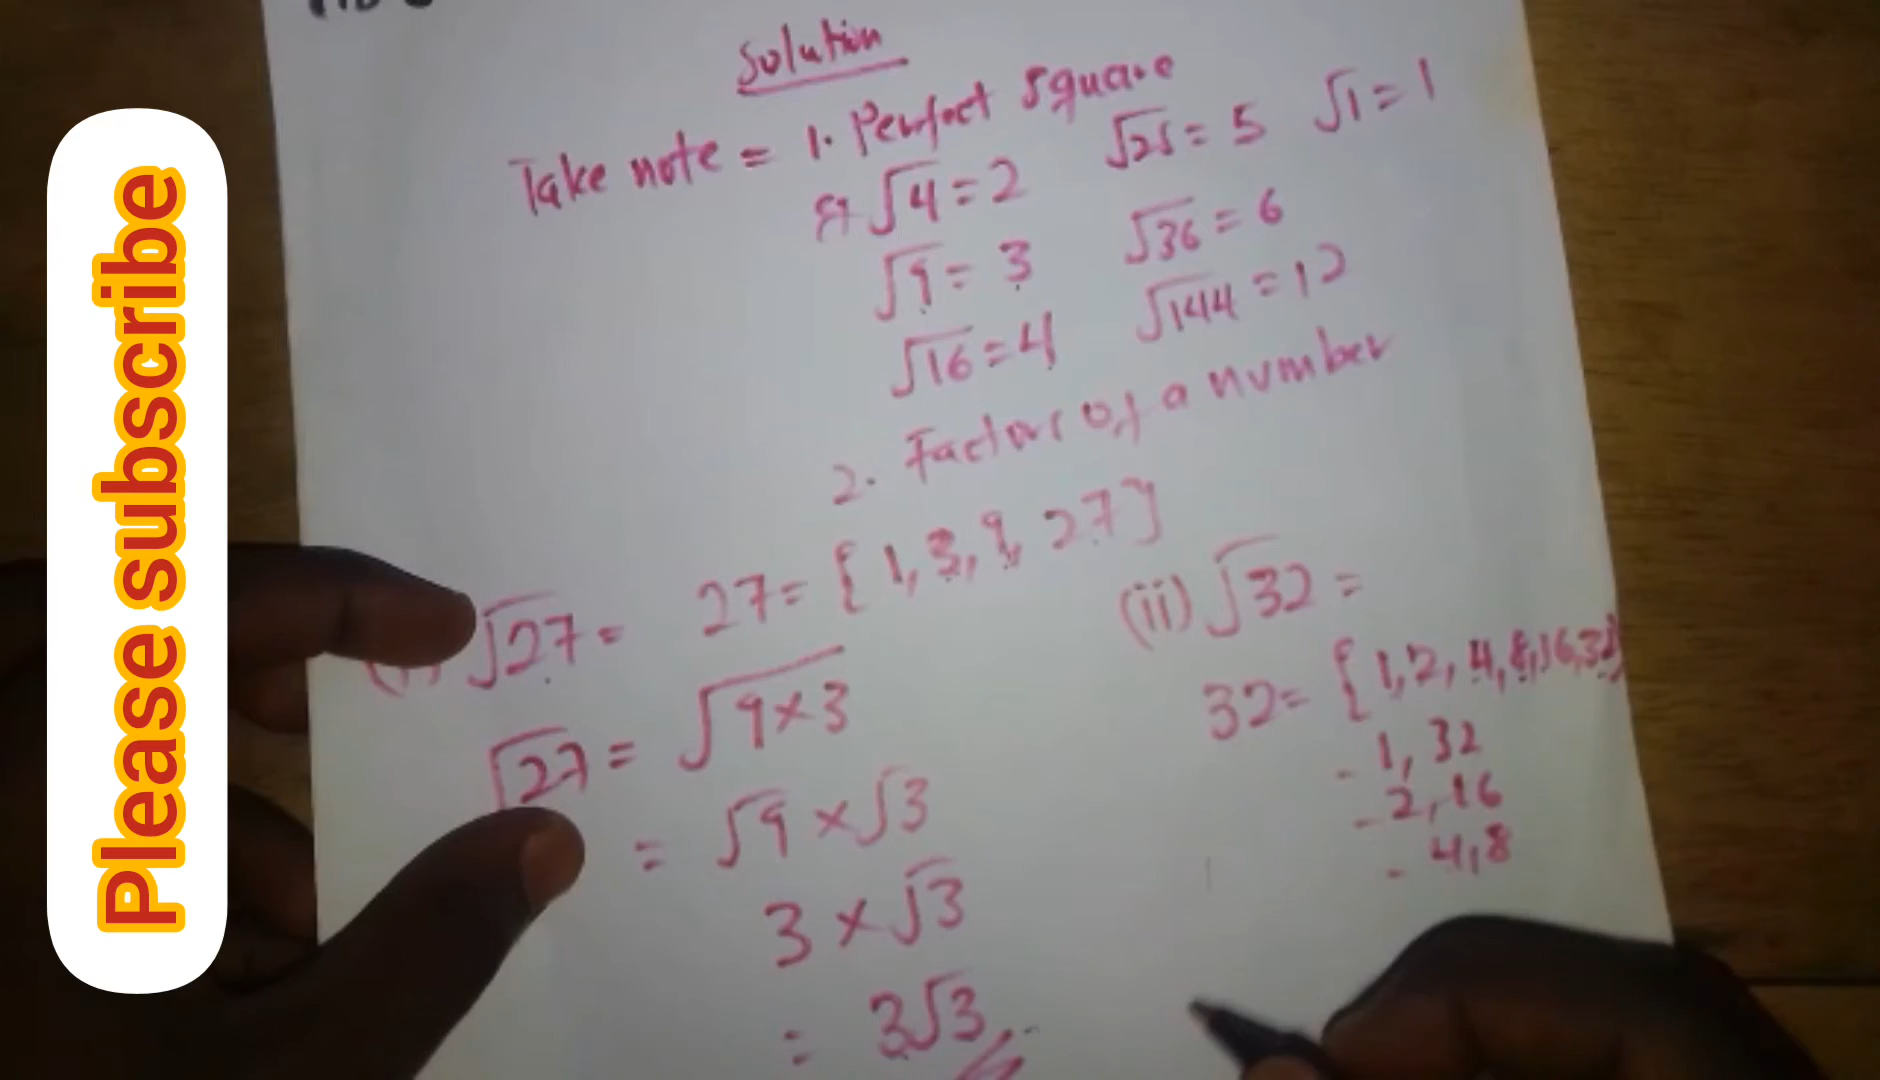 Please subscribe
Solution
Take note = 1. Perfect square
√4 = 2 √25 = 5 √1 = 1
√9 = 3 √36 = 6
√16 = 4 √144 = 12
2. Factors of a number
√27 = 27 = { 1, 3, 9, 27 }
(ii) √32 =
√27 = √9×3
32 = { 1, 2, 4, 8, 16, 32 }
= √9 × √3
- 1, 32
- 2, 16
- 4, 8
3 × √3
= 3√3